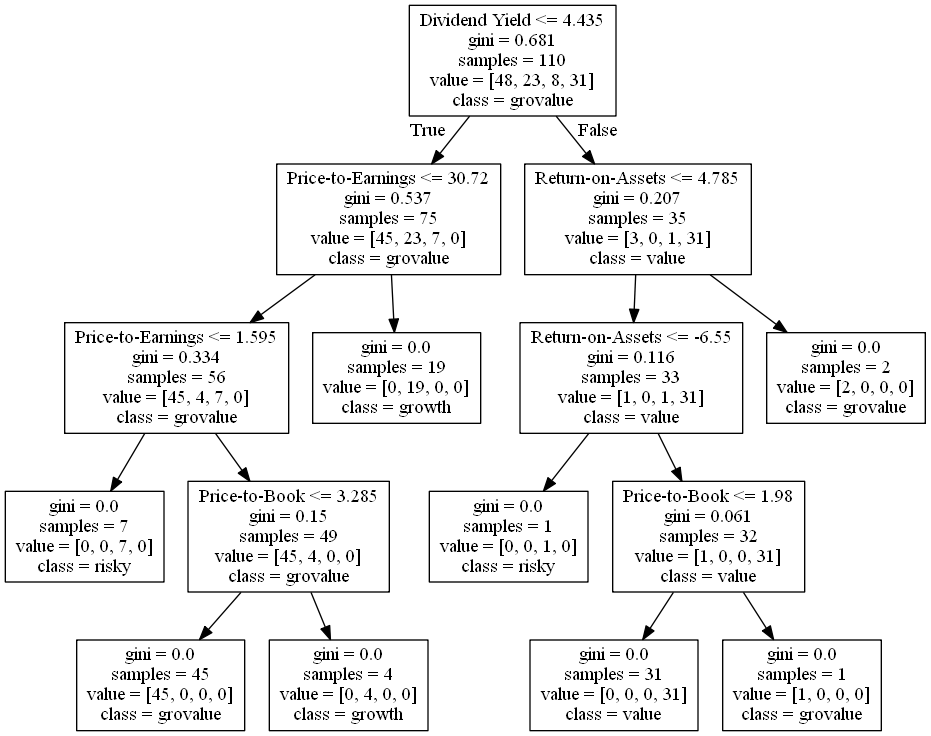 Dividend Yield <= 4.435
gini = 0.681
samples = 110
value = [48, 23, 8, 31]
class = grovalue
True
False
Price-to-Earnings <= 30.72
gini = 0.537
samples = 75
value = [45, 23, 7, 0]
class = grovalue
Return-on-Assets <= 4.785
gini = 0.207
samples = 35
value = [3, 0, 1, 31]
class = value
Price-to-Earnings <= 1.595
gini = 0.334
samples = 56
value = [45, 4, 7, 0]
class = grovalue
gini = 0.0
samples = 19
value = [0, 19, 0, 0]
class = growth
Return-on-Assets <= -6.55
gini = 0.116
samples = 33
value = [1, 0, 1, 31]
class = value
gini = 0.0
samples = 2
value = [2, 0, 0, 0]
class = grovalue
gini = 0.0
samples = 7
value = [0, 0, 7, 0]
class = risky
Price-to-Book <= 3.285
gini = 0.15
samples = 49
value = [45, 4, 0, 0]
class = grovalue
gini = 0.0
samples = 1
value = [0, 0, 1, 0]
class = risky
Price-to-Book <= 1.98
gini = 0.061
samples = 32
value = [1, 0, 0, 31]
class = value
gini = 0.0
samples = 45
value = [45, 0, 0, 0]
class = grovalue
gini = 0.0
samples = 4
value = [0, 4, 0, 0]
class = growth
gini = 0.0
samples = 31
value = [0, 0, 0, 31]
class = value
gini = 0.0
samples = 1
value = [1, 0, 0, 0]
class = grovalue